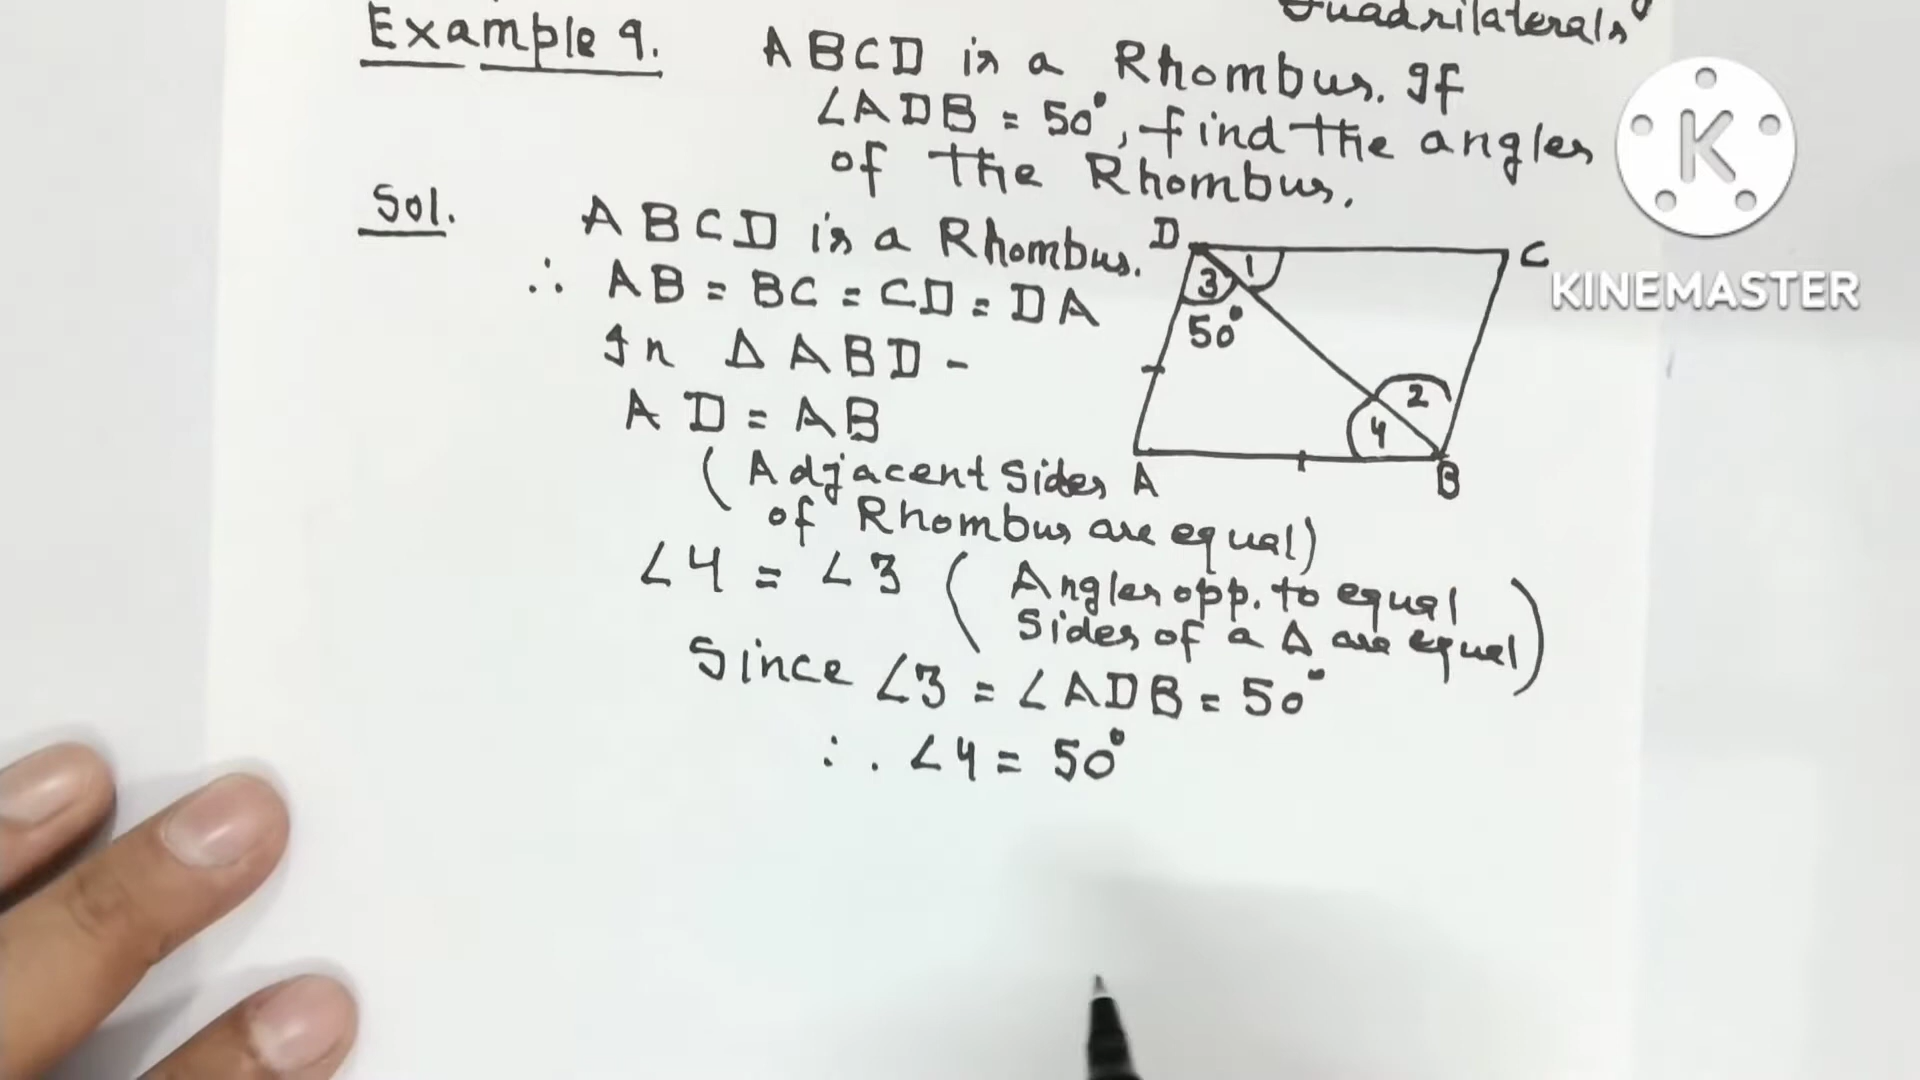 Quadrilaterals
Example 9.
ABCD is a Rhombus. If
∠ADB = 50°, find the angles
of the Rhombus.
Sol.
ABCD is a Rhombus.
∴ AB = BC = CD = DA
In Δ ABD -
AD = AB
(Adjacent Sides
of Rhombus are equal)
∠4 = ∠3 (Angles opp. to equal
Sides of a Δ are equal)
Since ∠3 = ∠ADB = 50°
∴ ∠4 = 50°
D
C
3
1
50°
2
4
A
B
K
KINEMASTER